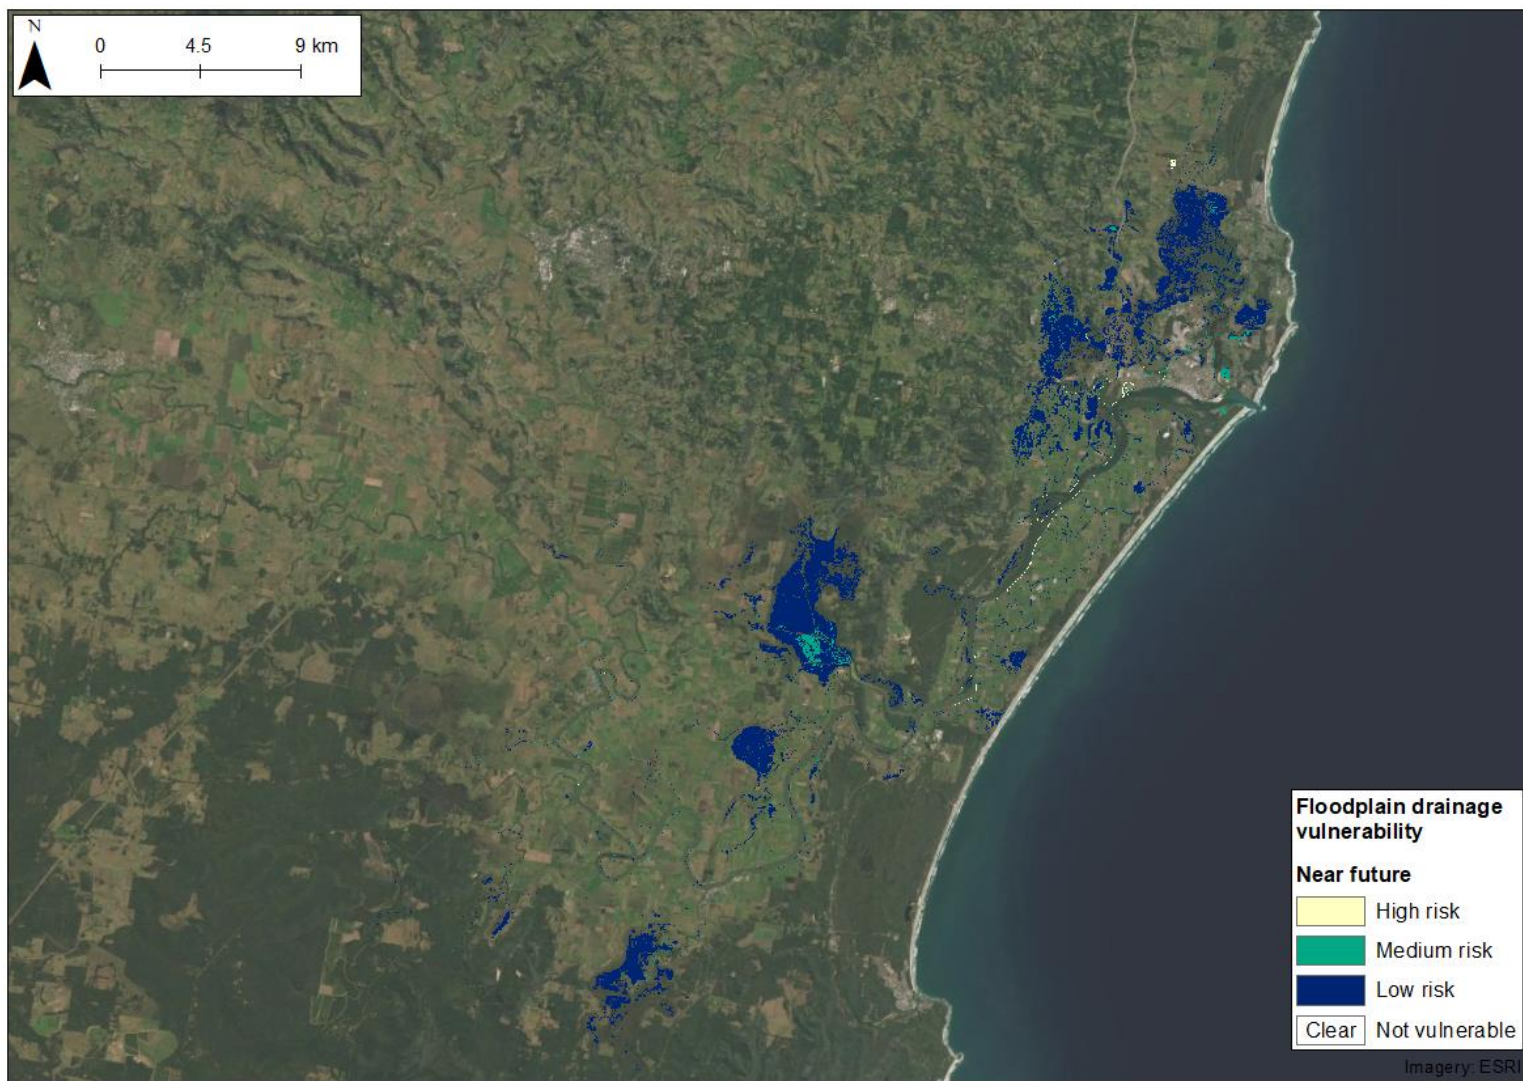 N
0 4.5 9 km
Floodplain drainage
vulnerability
Near future
High risk
Medium risk
Low risk
Clear Not vulnerable
Imagery: ESRI